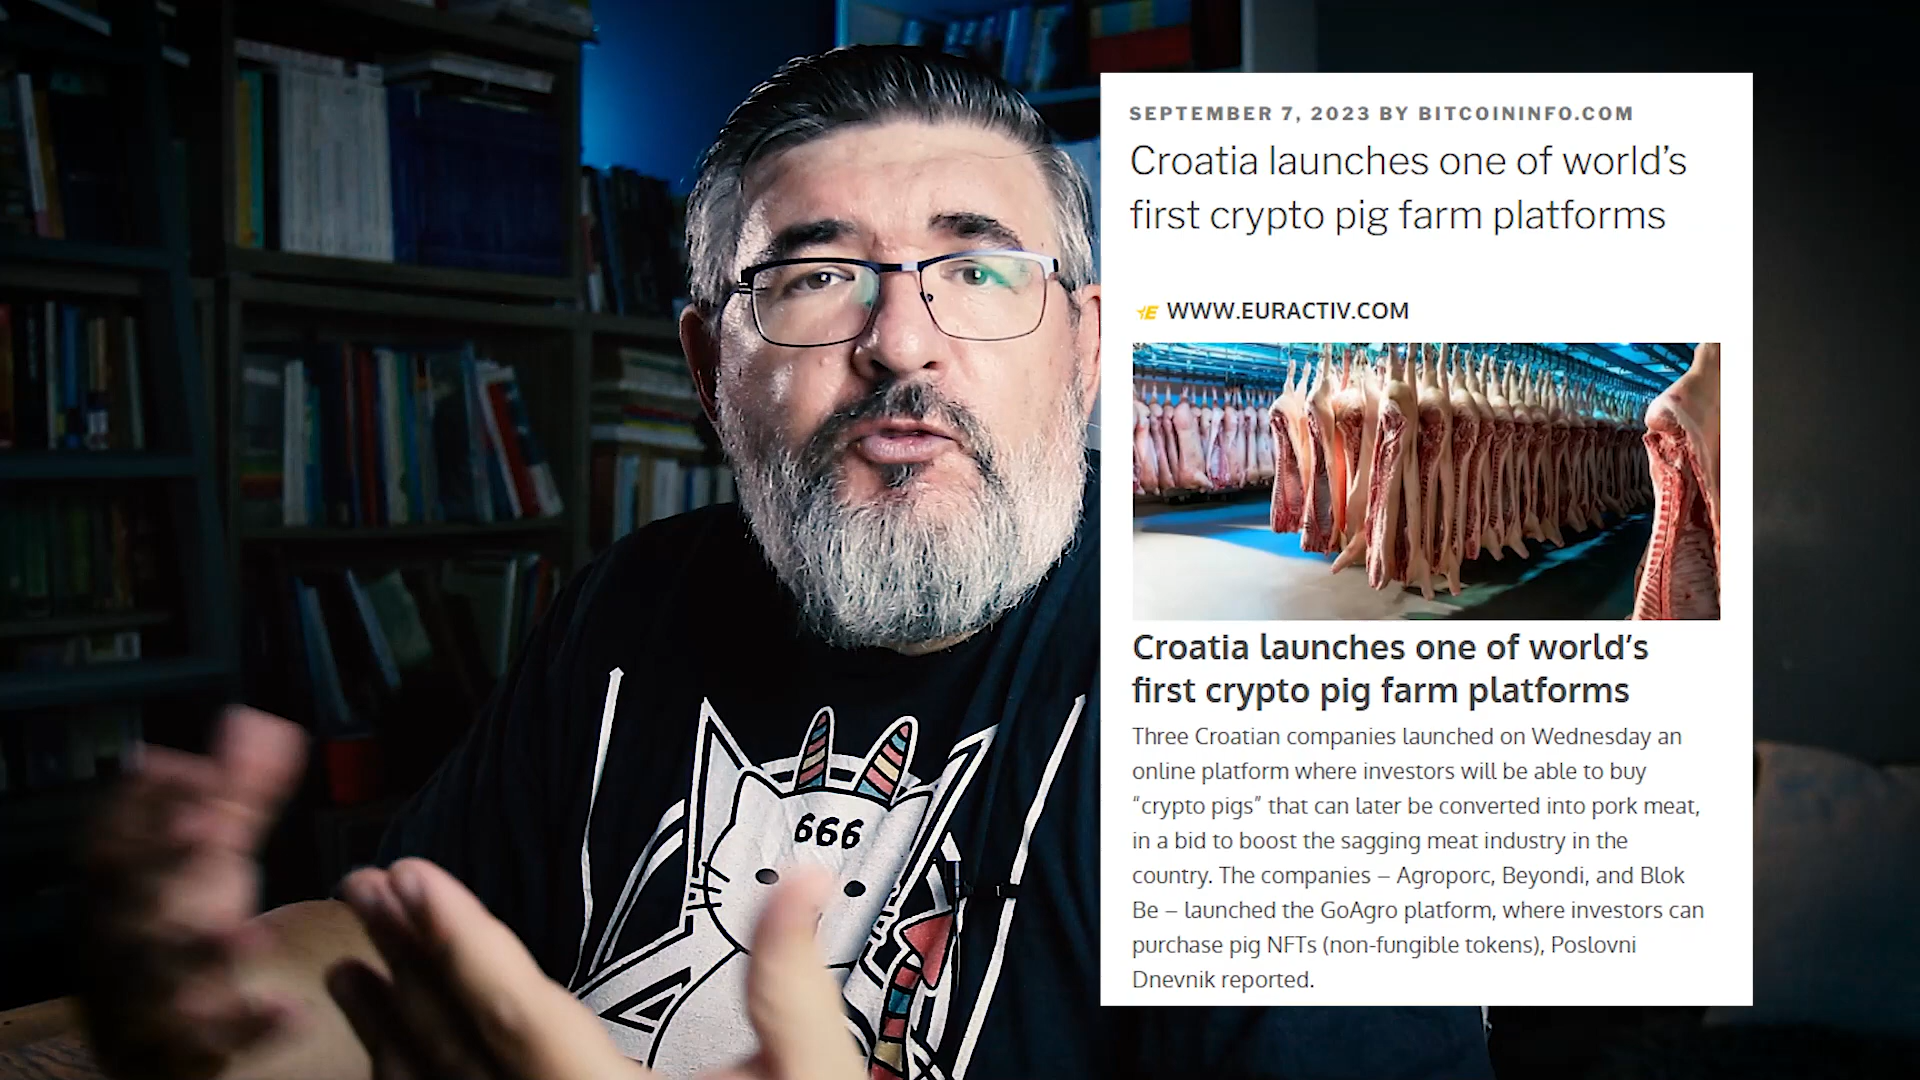 SEPTEMBER 7, 2023 BY BITCOININFO.COM
Croatia launches one of world’s
first crypto pig farm platforms
WWW.EURACTIV.COM
Croatia launches one of world’s
first crypto pig farm platforms
Three Croatian companies launched on Wednesday an
online platform where investors will be able to buy
“crypto pigs” that can later be converted into pork meat,
in a bid to boost the sagging meat industry in the
country. The companies – Agroporc, Beyondi, and Blok
Be – launched the GoAgro platform, where investors can
purchase pig NFTs (non-fungible tokens), Poslovni
Dnevnik reported.
666